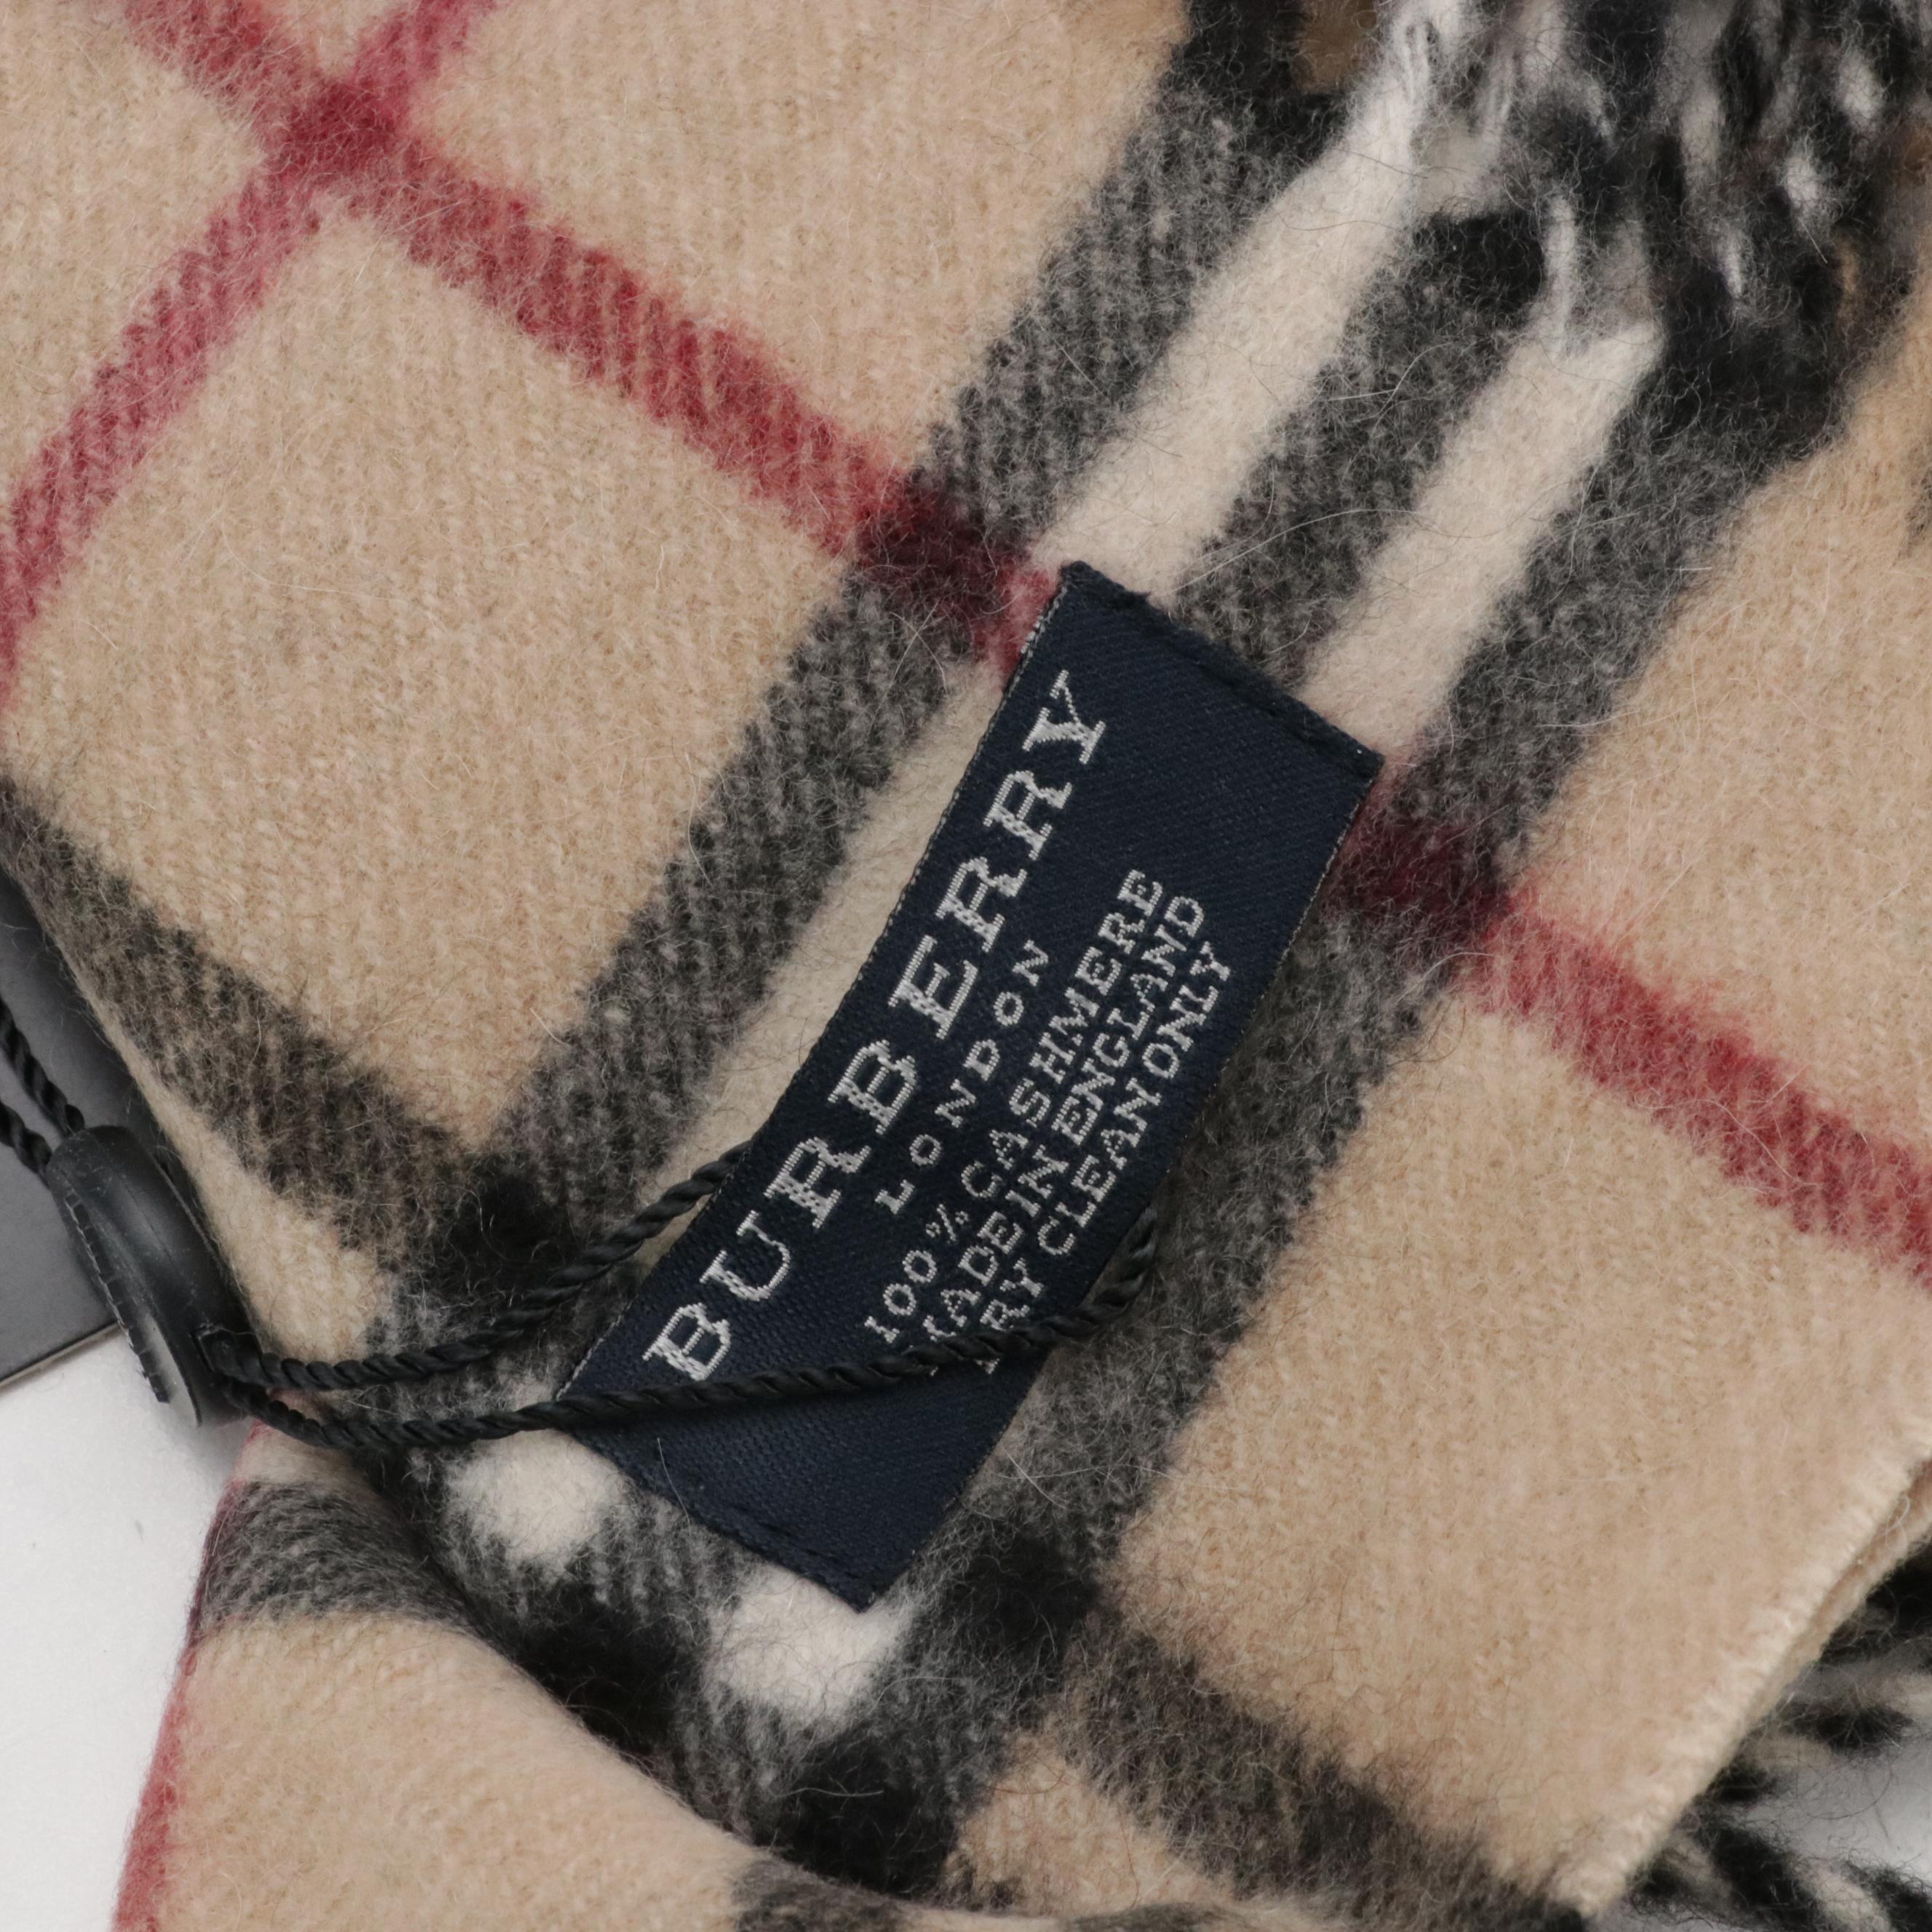 BURBERRY
LONDON
100% CASHMERE
MADE IN ENGLAND
DRY CLEAN ONLY